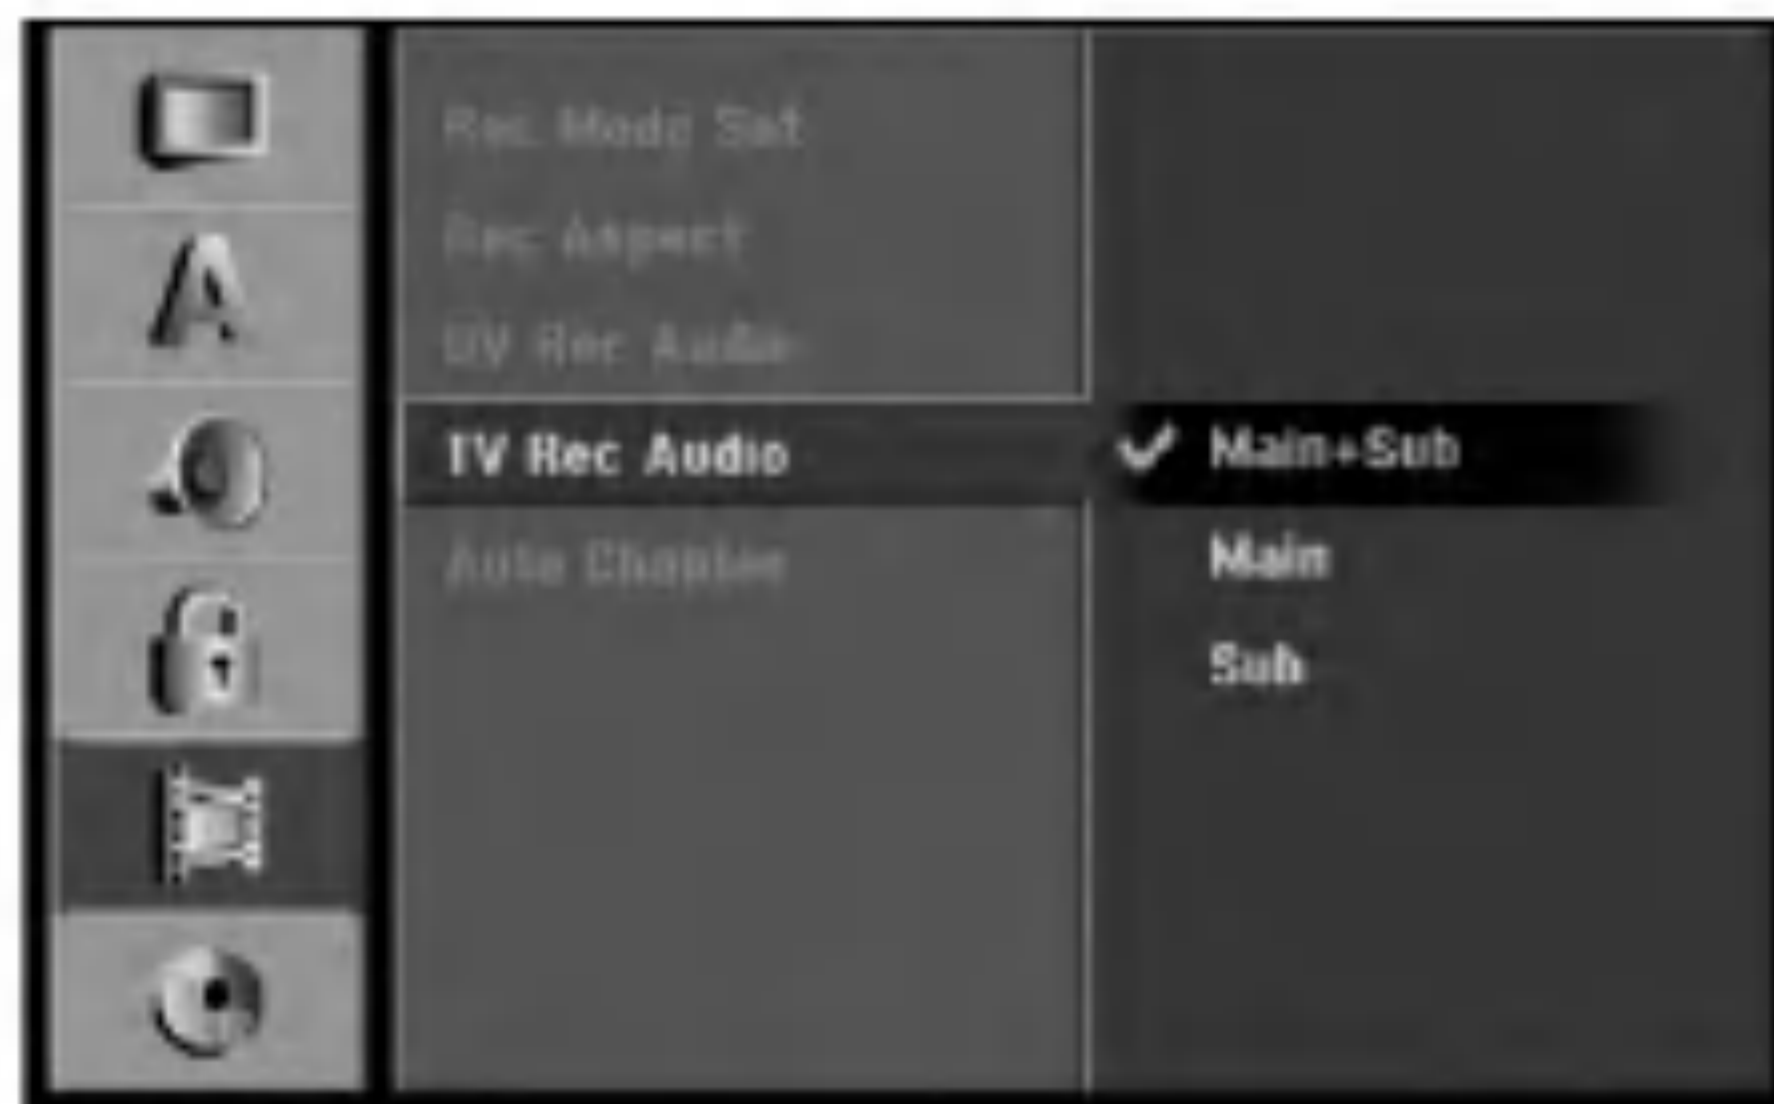 Rec Mode Set
Rec Aspect
DV Rec Audio
TV Rec Audio
✔ Main+Sub
Main
Sub
Auto Chapter